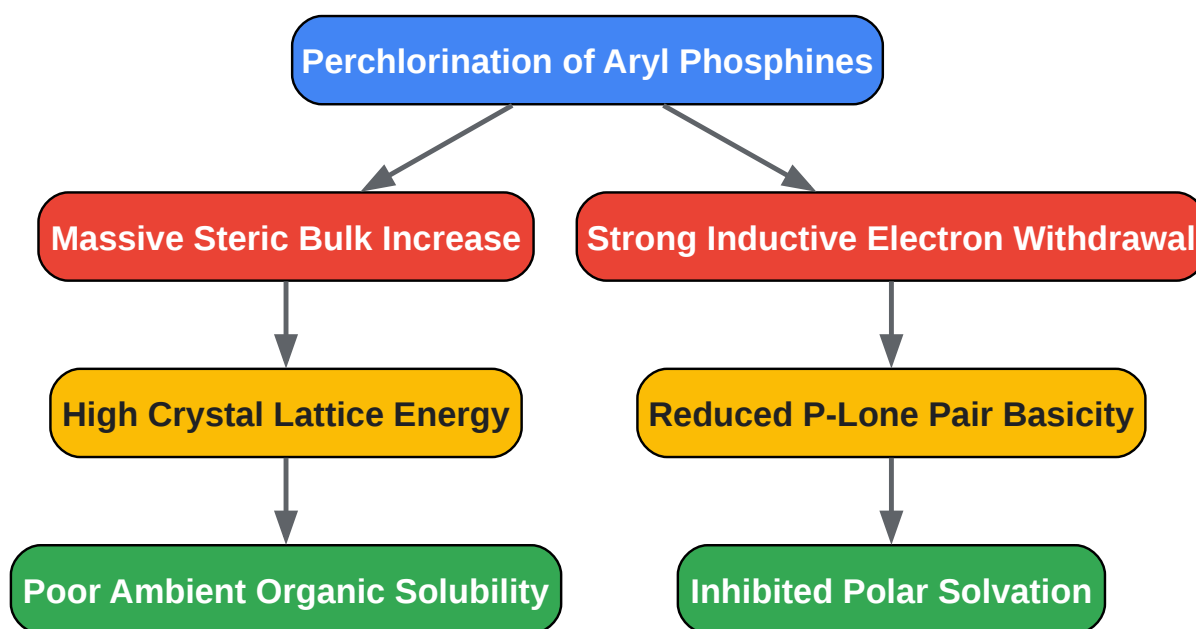 Perchlorination of Aryl Phosphines
Massive Steric Bulk Increase
Strong Inductive Electron Withdrawal
High Crystal Lattice Energy
Reduced P-Lone Pair Basicity
Poor Ambient Organic Solubility
Inhibited Polar Solvation